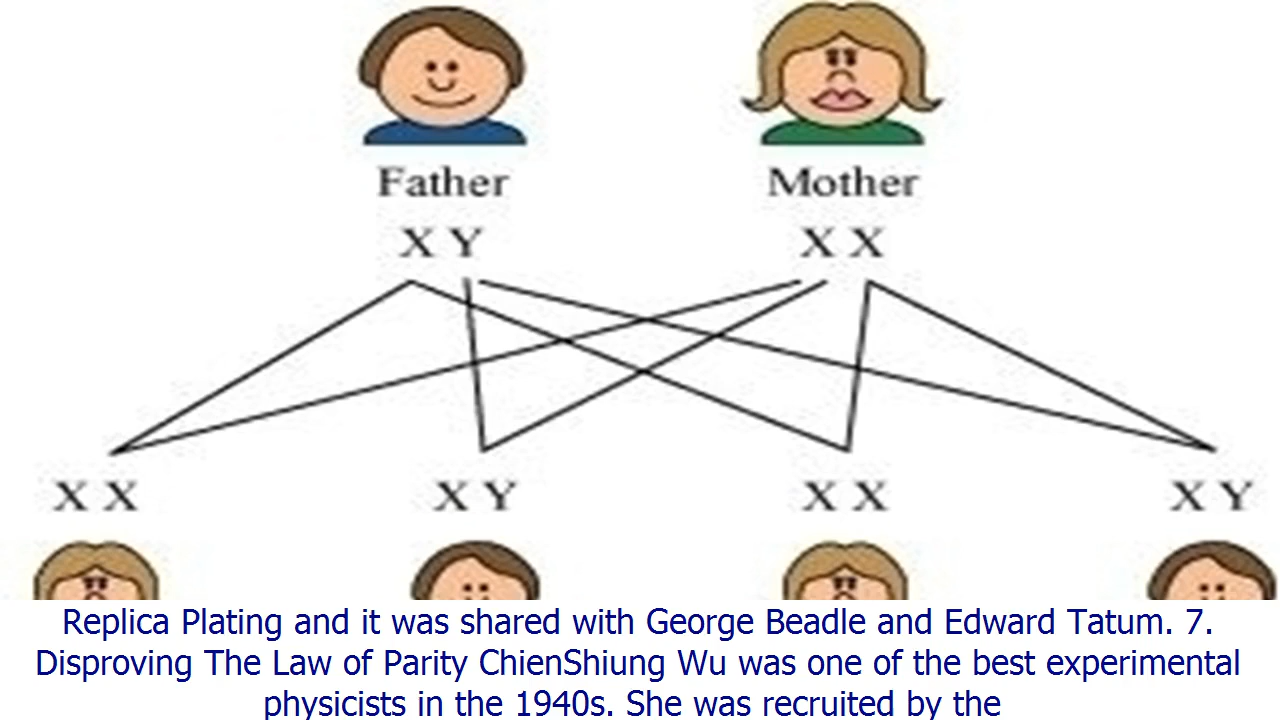 Father Mother
X Y X X
X X X Y X X X Y
Replica Plating and it was shared with George Beadle and Edward Tatum. 7.
Disproving The Law of Parity ChienShiung Wu was one of the best experimental
physicists in the 1940s. She was recruited by the